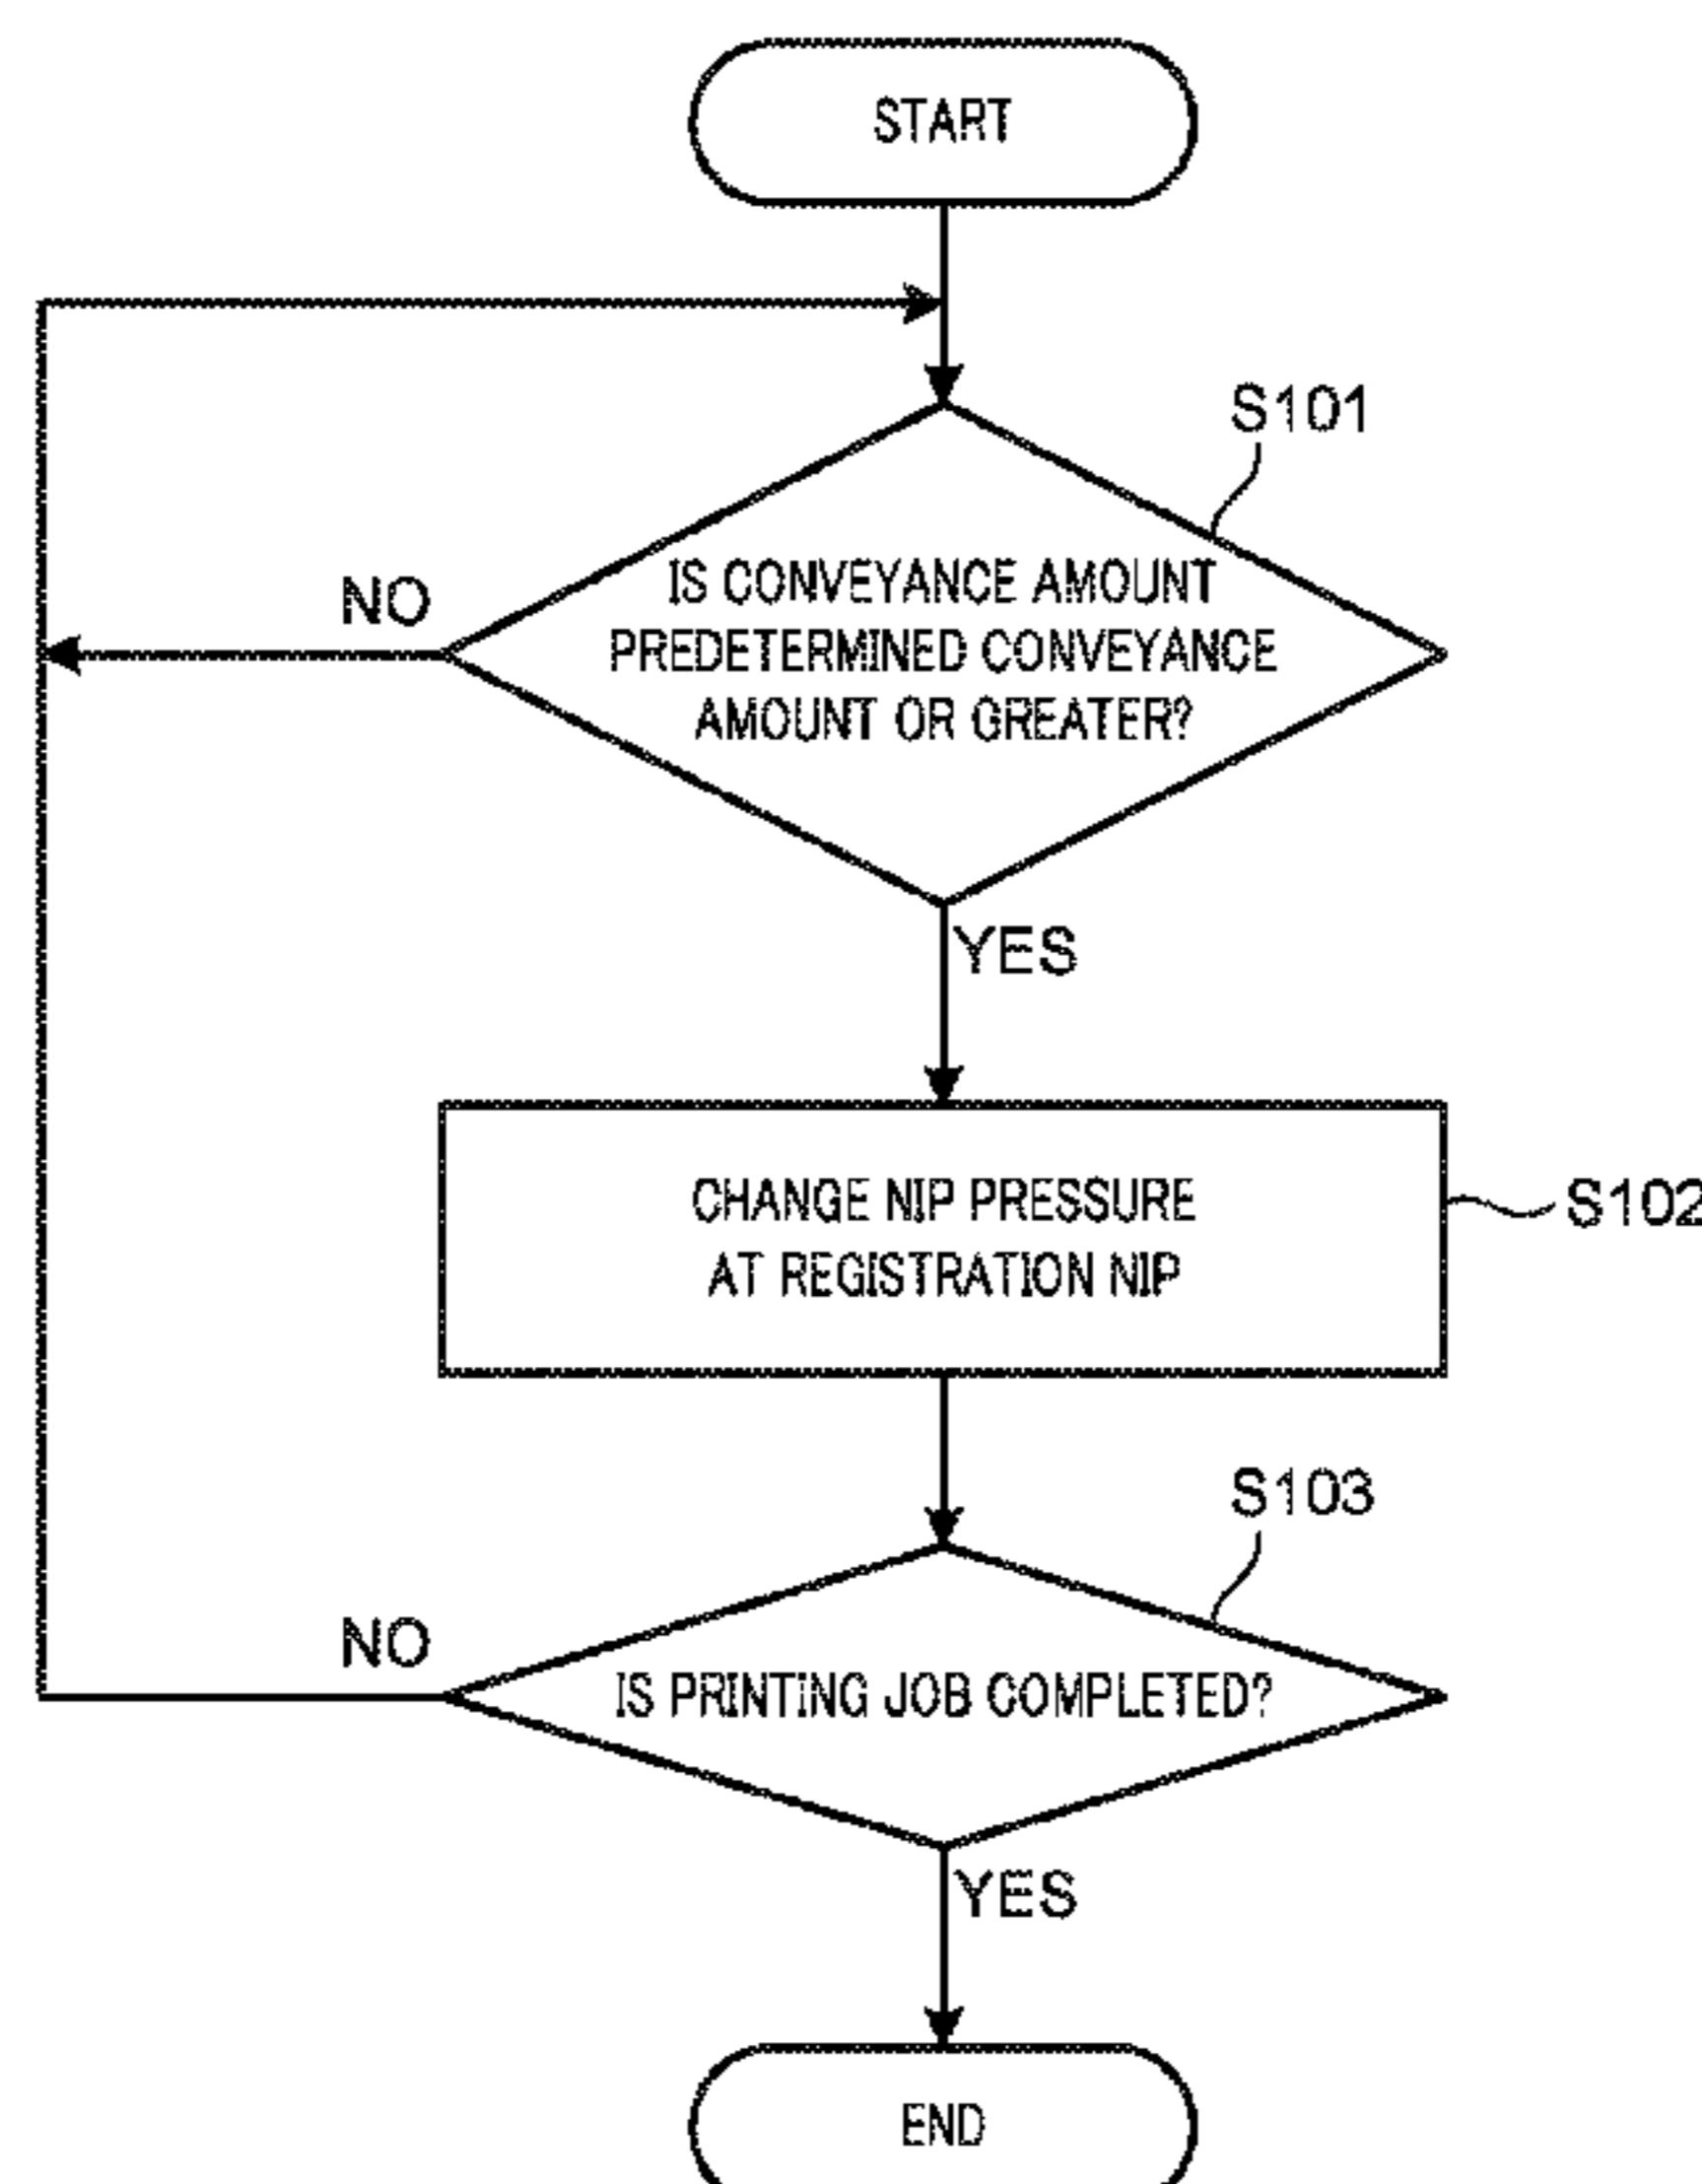 START
S101
IS CONVEYANCE AMOUNT
PREDETERMINED CONVEYANCE
AMOUNT OR GREATER?
NO
YES
CHANGE NIP PRESSURE
AT REGISTRATION NIP
S102
S103
IS PRINTING JOB COMPLETED?
NO
YES
END